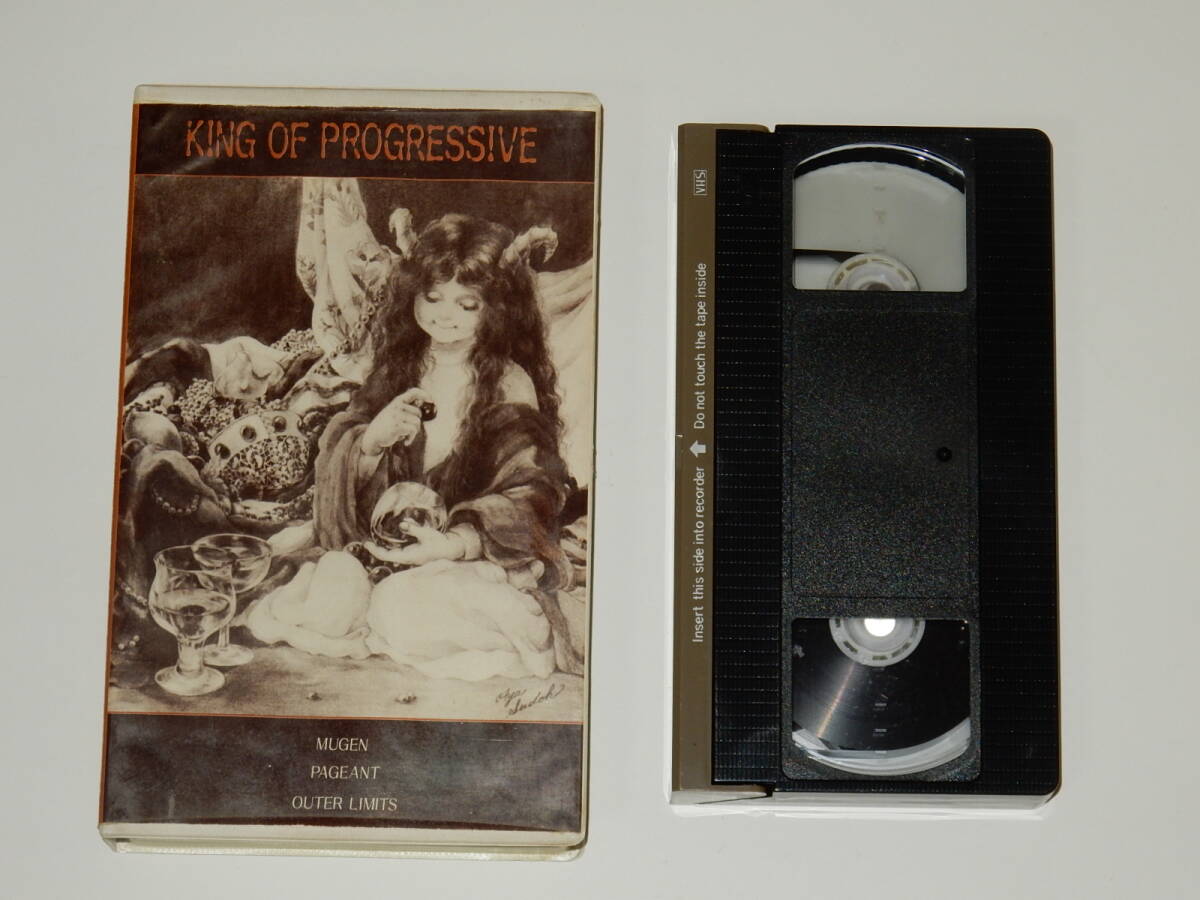 KING OF PROGRESSIVE
Sudoh
MUGEN
PAGEANT
OUTER LIMITS
VHS
Insert this side into recorder ⬆ Do not touch the tape inside